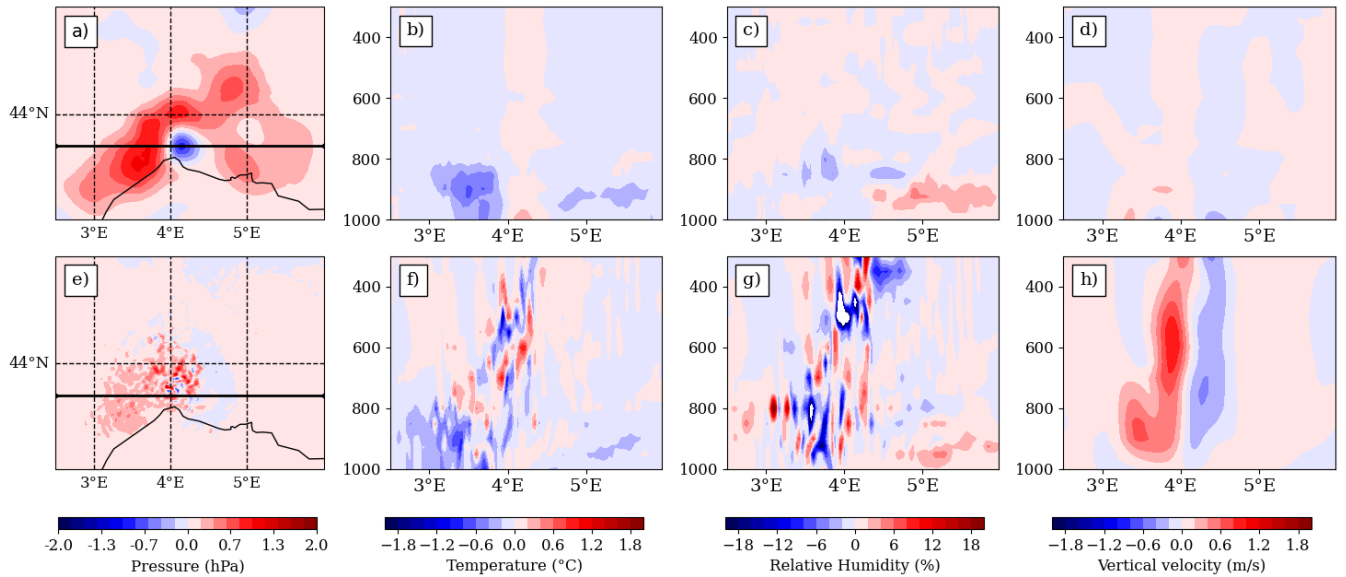 a) b) c) d)
44°N
400 400 400
600 600 600
800 800 800
1000 1000 1000
3°E 4°E 5°E 3°E 4°E 5°E 3°E 4°E 5°E 3°E 4°E 5°E
e) f) g) h)
44°N
400 400 400
600 600 600
800 800 800
1000 1000 1000
3°E 4°E 5°E 3°E 4°E 5°E 3°E 4°E 5°E 3°E 4°E 5°E
-2.0 -1.3 -0.7 0.0 0.7 1.3 2.0 −1.8 −1.2 −0.6 0.0 0.6 1.2 1.8 −18 −12 −6 0 6 12 18 −1.8 −1.2 −0.6 0.0 0.6 1.2 1.8
Pressure (hPa) Temperature (°C) Relative Humidity (%) Vertical velocity (m/s)